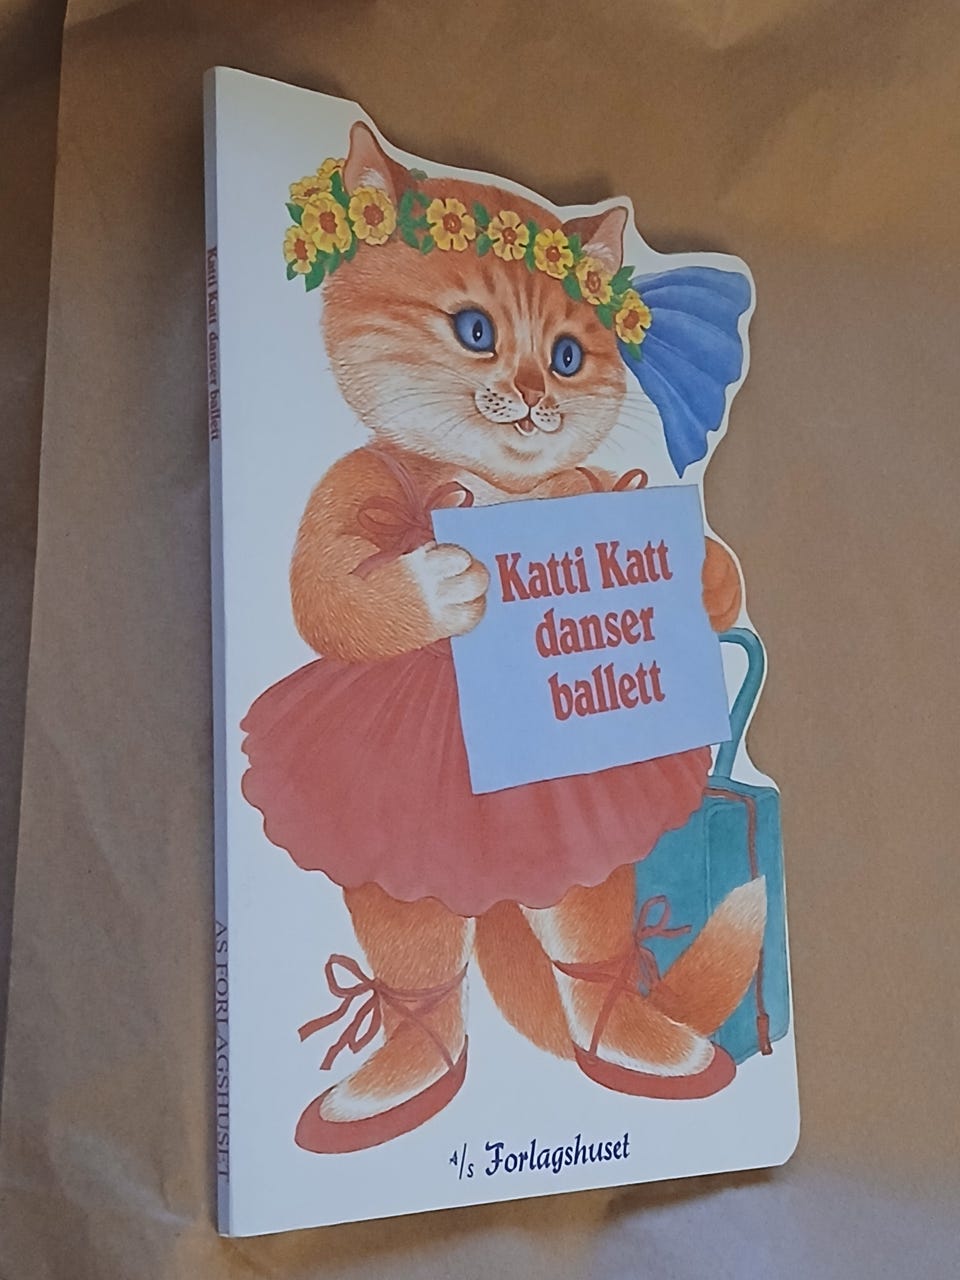 Katti Katt
danser
ballett
A/S Forlagshuset
Katti Katt danser ballett
AS FORLAGSHUSET